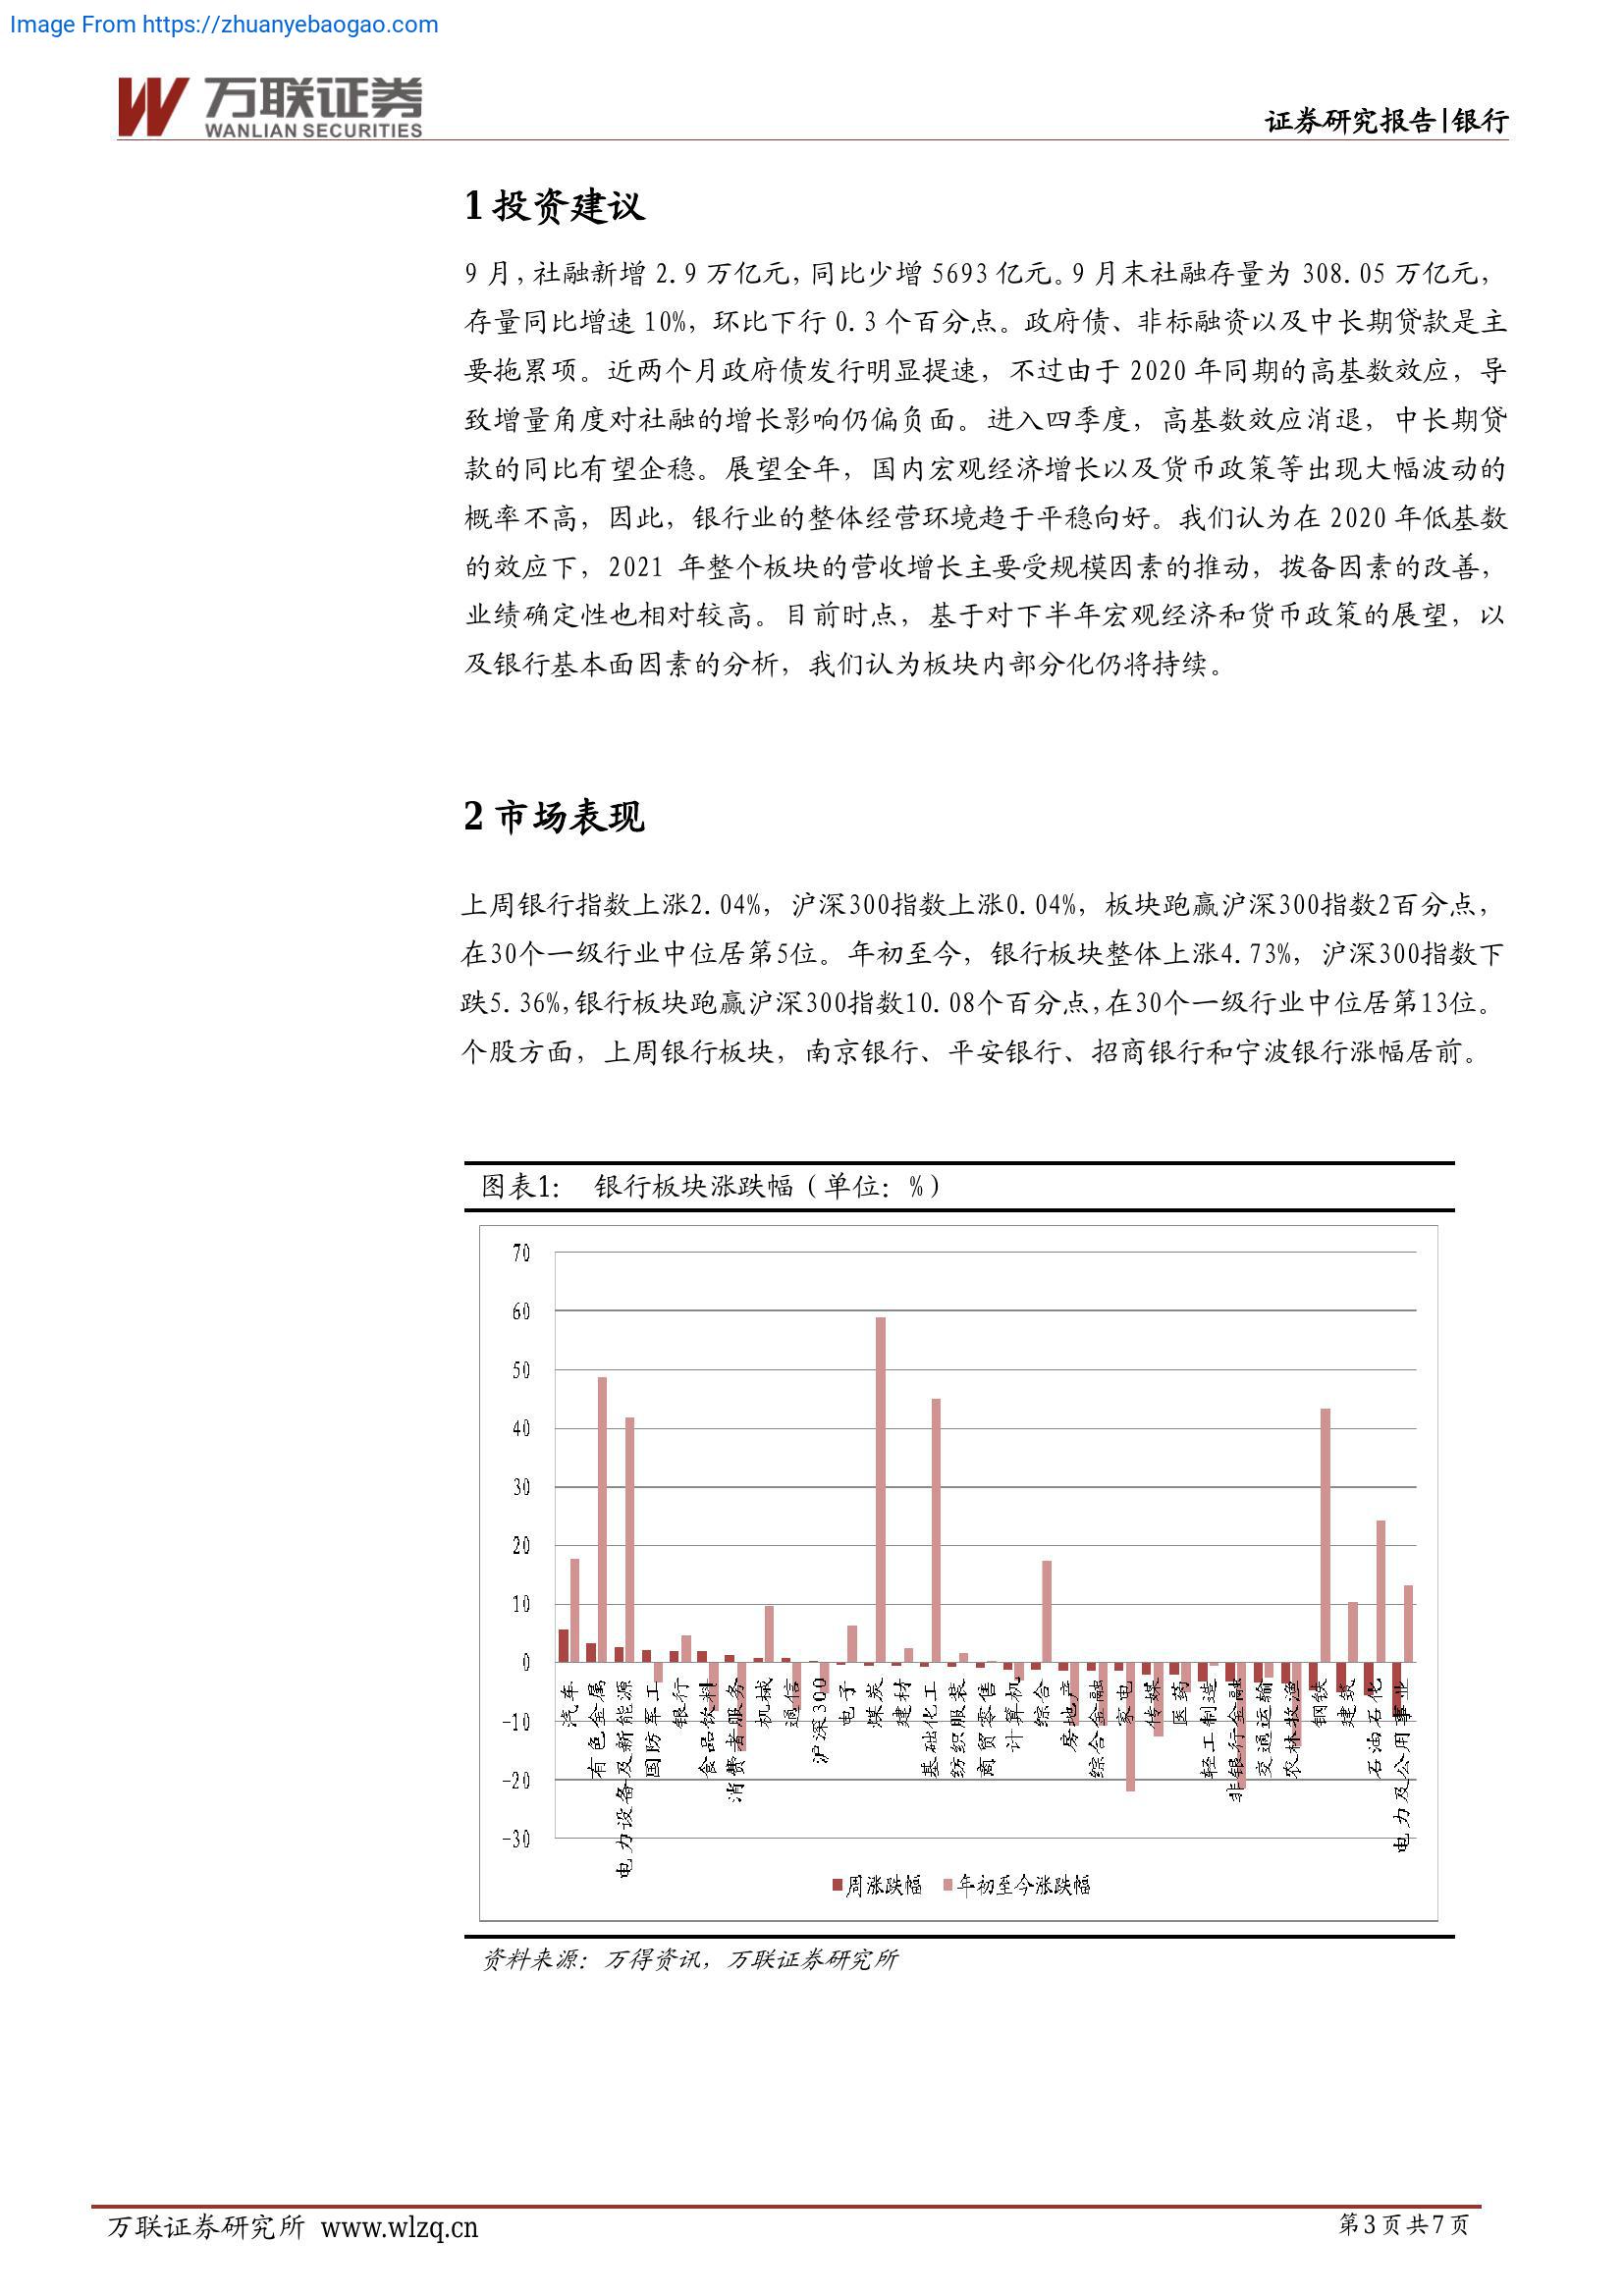 Image From https://zhuanyebaogao.com
万联证券
WANLIAN SECURITIES
证券研究报告|银行
1 投资建议
9 月，社融新增 2.9 万亿元，同比少增 5693 亿元。9 月末社融存量为 308.05 万亿元，
存量同比增速 10%，环比下行 0.3 个百分点。政府债、非标融资以及中长期贷款是主
要拖累项。近两个月政府债发行明显提速，不过由于 2020 年同期的高基数效应，导
致增量角度对社融的增长影响仍偏负面。进入四季度，高基数效应消退，中长期贷
款的同比有望企稳。展望全年，国内宏观经济增长以及货币政策等出现大幅波动的
概率不高，因此，银行业的整体经营环境趋于平稳向好。我们认为在 2020 年低基数
的效应下，2021 年整个板块的营收增长主要受规模因素的推动，拨备因素的改善，
业绩确定性也相对较高。目前时点，基于对下半年宏观经济和货币政策的展望，以
及银行基本面因素的分析，我们认为板块内部分化仍将持续。
2 市场表现
上周银行指数上涨2.04%，沪深300指数上涨0.04%，板块跑赢沪深300指数2百分点，
在30个一级行业中位居第5位。年初至今，银行板块整体上涨4.73%，沪深300指数下
跌5.36%，银行板块跑赢沪深300指数10.08个百分点，在30个一级行业中位居第13位。
个股方面，上周银行板块，南京银行、平安银行、招商银行和宁波银行涨幅居前。
图表1： 银行板块涨跌幅（单位：%）
70
60
50
40
30
20
10
0
-10
-20
-30
汽车
有色金属
电力设备及新能源
国防军工
银行
食品饮料
消费者服务
机械
通信
沪深300
电子
煤炭
建材
基础化工
纺织服装
商贸零售
计算机
综合
房地产
综合金融
家电
传媒
医药
轻工制造
非银行金融
交通运输
农林牧渔
钢铁
建筑
石油石化
电力及公用事业
周涨跌幅 年初至今涨跌幅
资料来源：万得资讯，万联证券研究所
万联证券研究所 www.wlzq.cn
第3页共7页